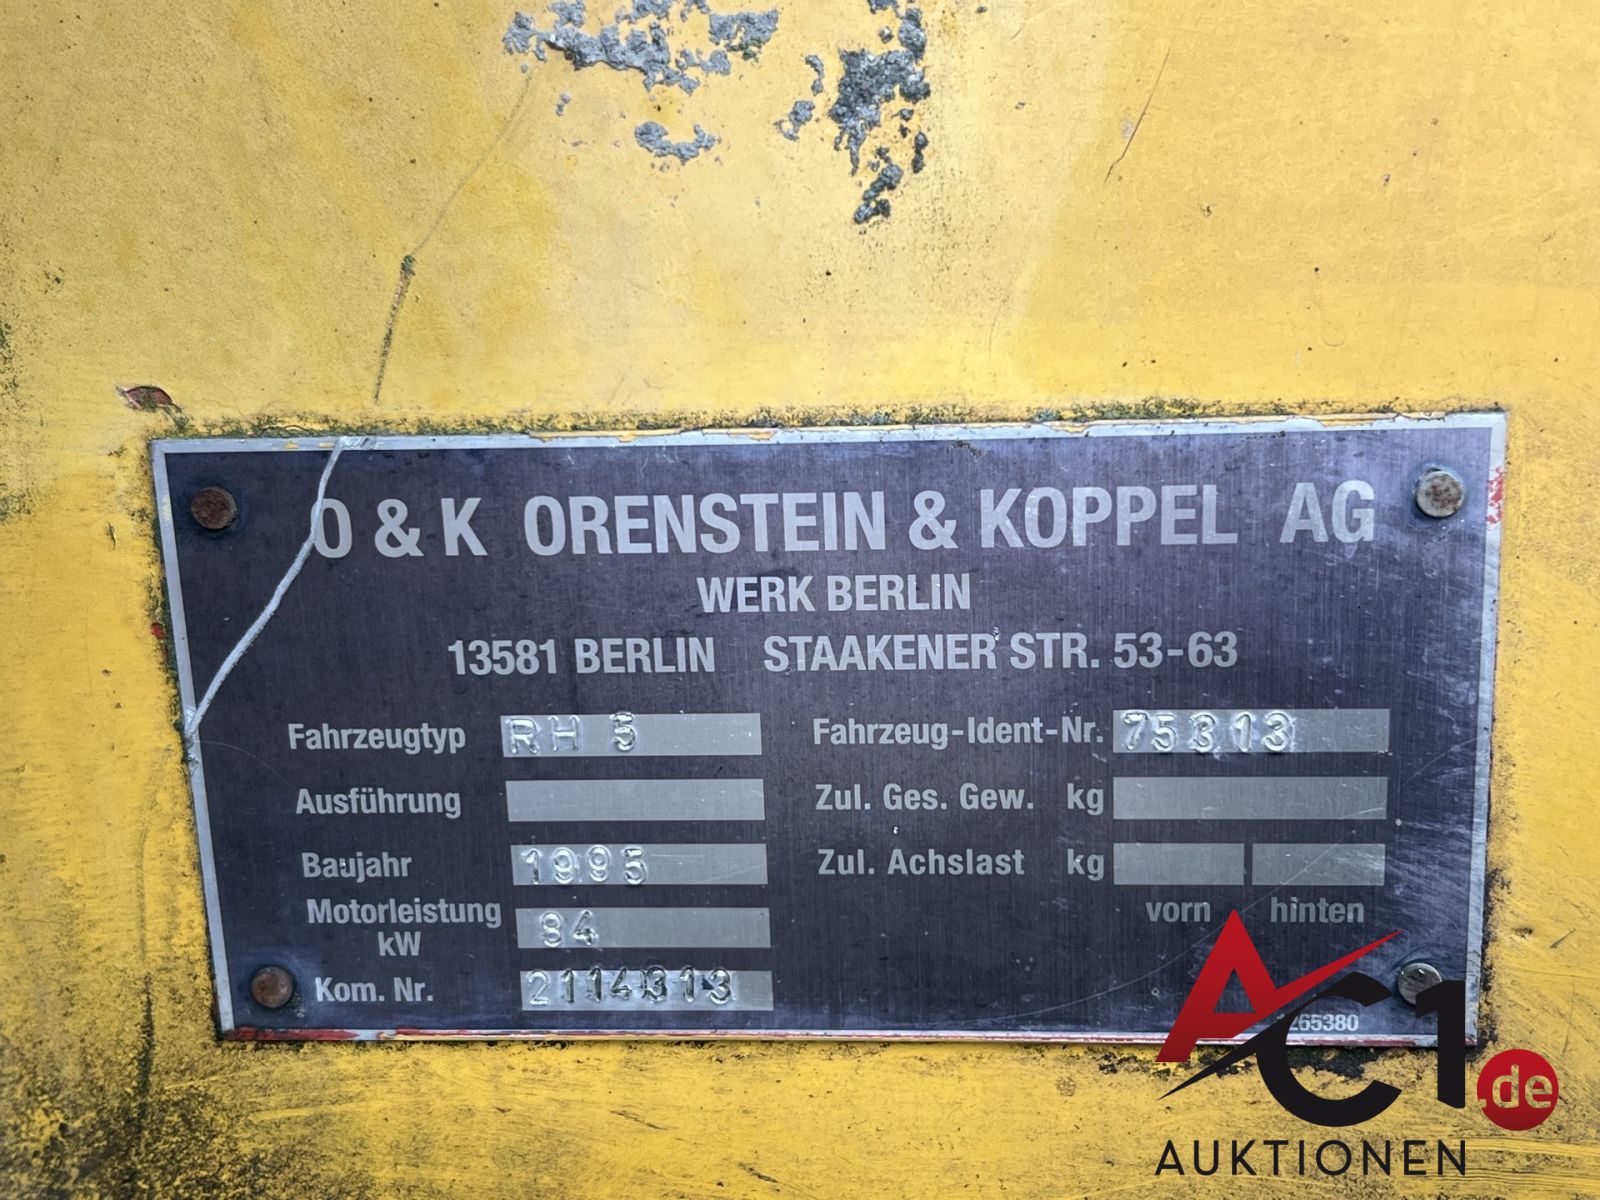 O & K ORENSTEIN & KOPPEL AG
WERK BERLIN
13581 BERLIN STAAKENER STR. 53-63
Fahrzeugtyp RH 5 Fahrzeug-Ident-Nr. 75313
Ausführung Zul. Ges. Gew. kg
Baujahr 1995 Zul. Achslast kg
vorn hinten
Motorleistung
kW 84
Kom. Nr. 2114313
265380
AC1.de
AUKTIONEN